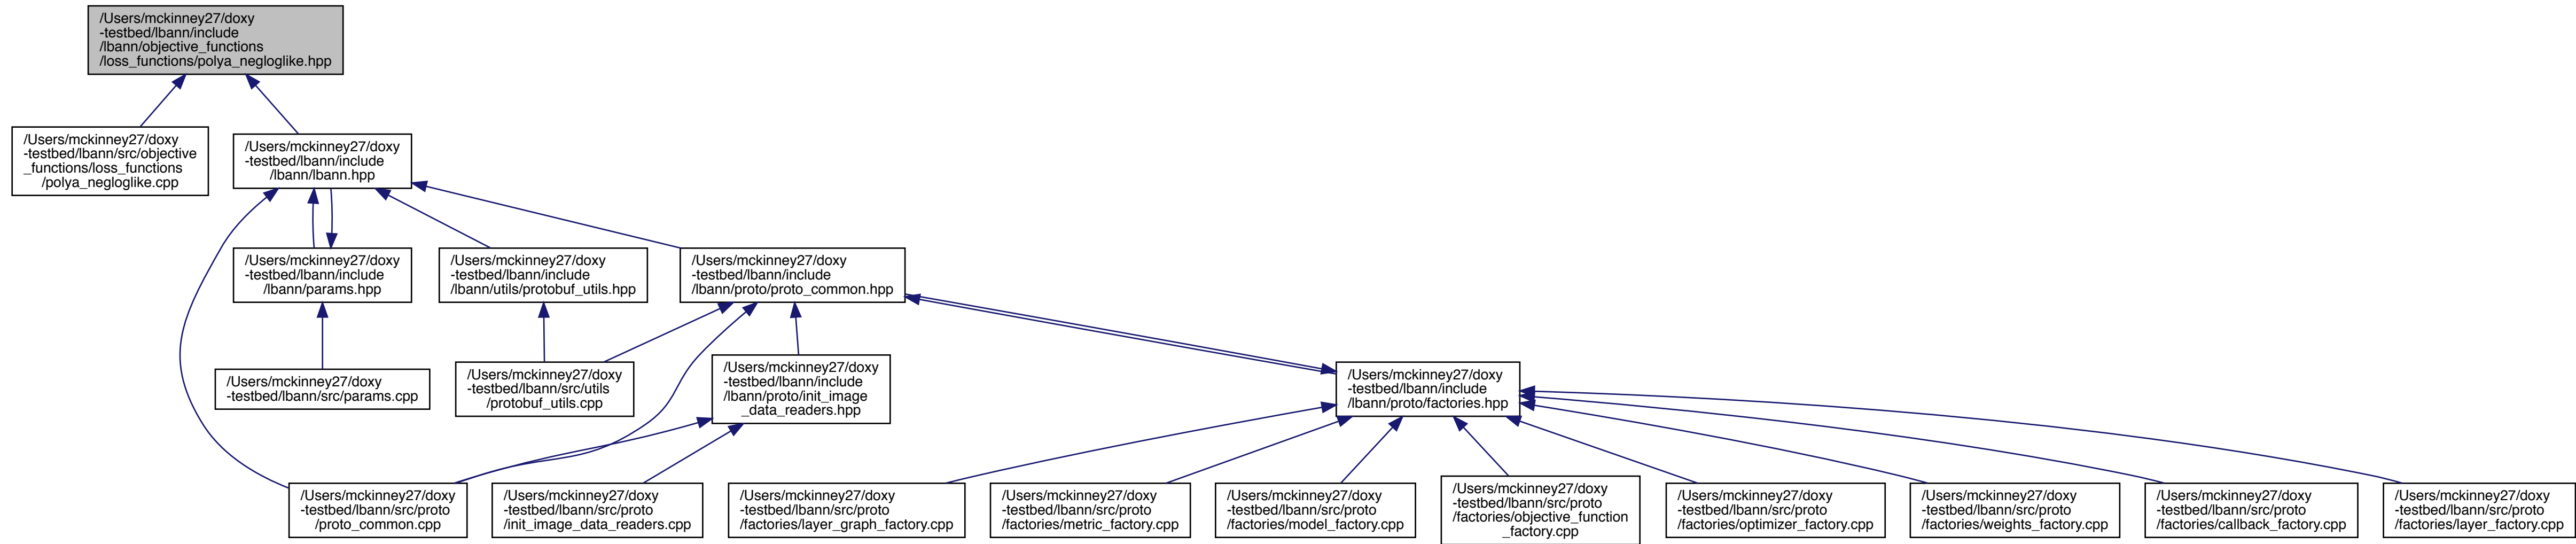 /Users/mckinney27/doxy
-testbed/lbann/include
/lbann/objective_functions
/loss_functions/polya_negloglike.hpp
/Users/mckinney27/doxy
-testbed/lbann/src/objective
_functions/loss_functions
/polya_negloglike.cpp
/Users/mckinney27/doxy
-testbed/lbann/include
/lbann/lbann.hpp
/Users/mckinney27/doxy
-testbed/lbann/include
/lbann/params.hpp
/Users/mckinney27/doxy
-testbed/lbann/include
/lbann/utils/protobuf_utils.hpp
/Users/mckinney27/doxy
-testbed/lbann/include
/lbann/proto/proto_common.hpp
/Users/mckinney27/doxy
-testbed/lbann/src/params.cpp
/Users/mckinney27/doxy
-testbed/lbann/src/utils
/protobuf_utils.cpp
/Users/mckinney27/doxy
-testbed/lbann/include
/lbann/proto/init_image
_data_readers.hpp
/Users/mckinney27/doxy
-testbed/lbann/include
/lbann/proto/factories.hpp
/Users/mckinney27/doxy
-testbed/lbann/src/proto
/proto_common.cpp
/Users/mckinney27/doxy
-testbed/lbann/src/proto
/init_image_data_readers.cpp
/Users/mckinney27/doxy
-testbed/lbann/src/proto
/factories/layer_graph_factory.cpp
/Users/mckinney27/doxy
-testbed/lbann/src/proto
/factories/metric_factory.cpp
/Users/mckinney27/doxy
-testbed/lbann/src/proto
/factories/model_factory.cpp
/Users/mckinney27/doxy
-testbed/lbann/src/proto
/factories/objective_function
_factory.cpp
/Users/mckinney27/doxy
-testbed/lbann/src/proto
/factories/optimizer_factory.cpp
/Users/mckinney27/doxy
-testbed/lbann/src/proto
/factories/weights_factory.cpp
/Users/mckinney27/doxy
-testbed/lbann/src/proto
/factories/callback_factory.cpp
/Users/mckinney27/doxy
-testbed/lbann/src/proto
/factories/layer_factory.cpp